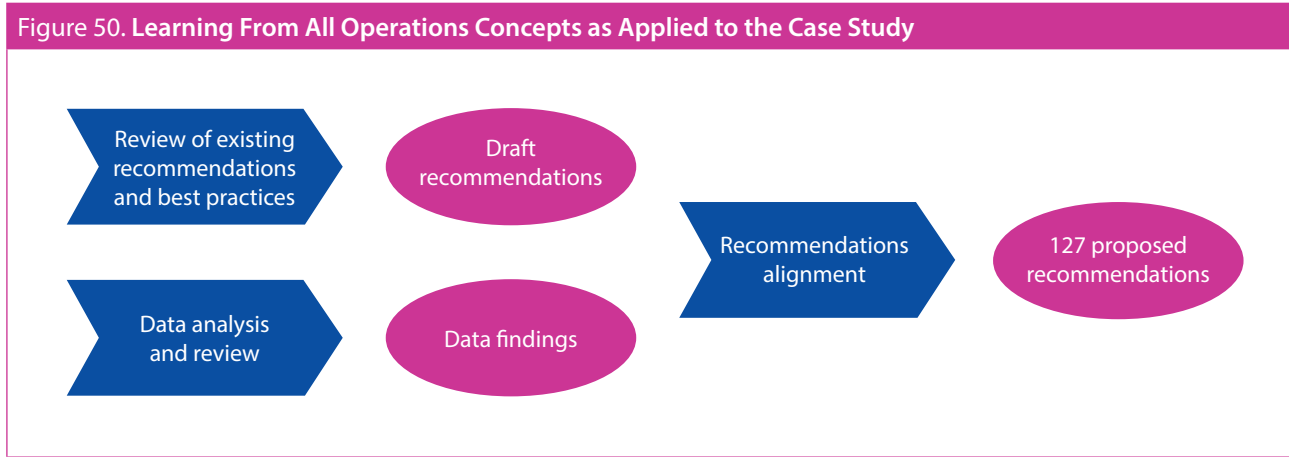 Figure 50. Learning From All Operations Concepts as Applied to the Case Study
Review of existing
recommendations
and best practices
Draft
recommendations
Data analysis
and review
Data findings
Recommendations
alignment
127 proposed
recommendations